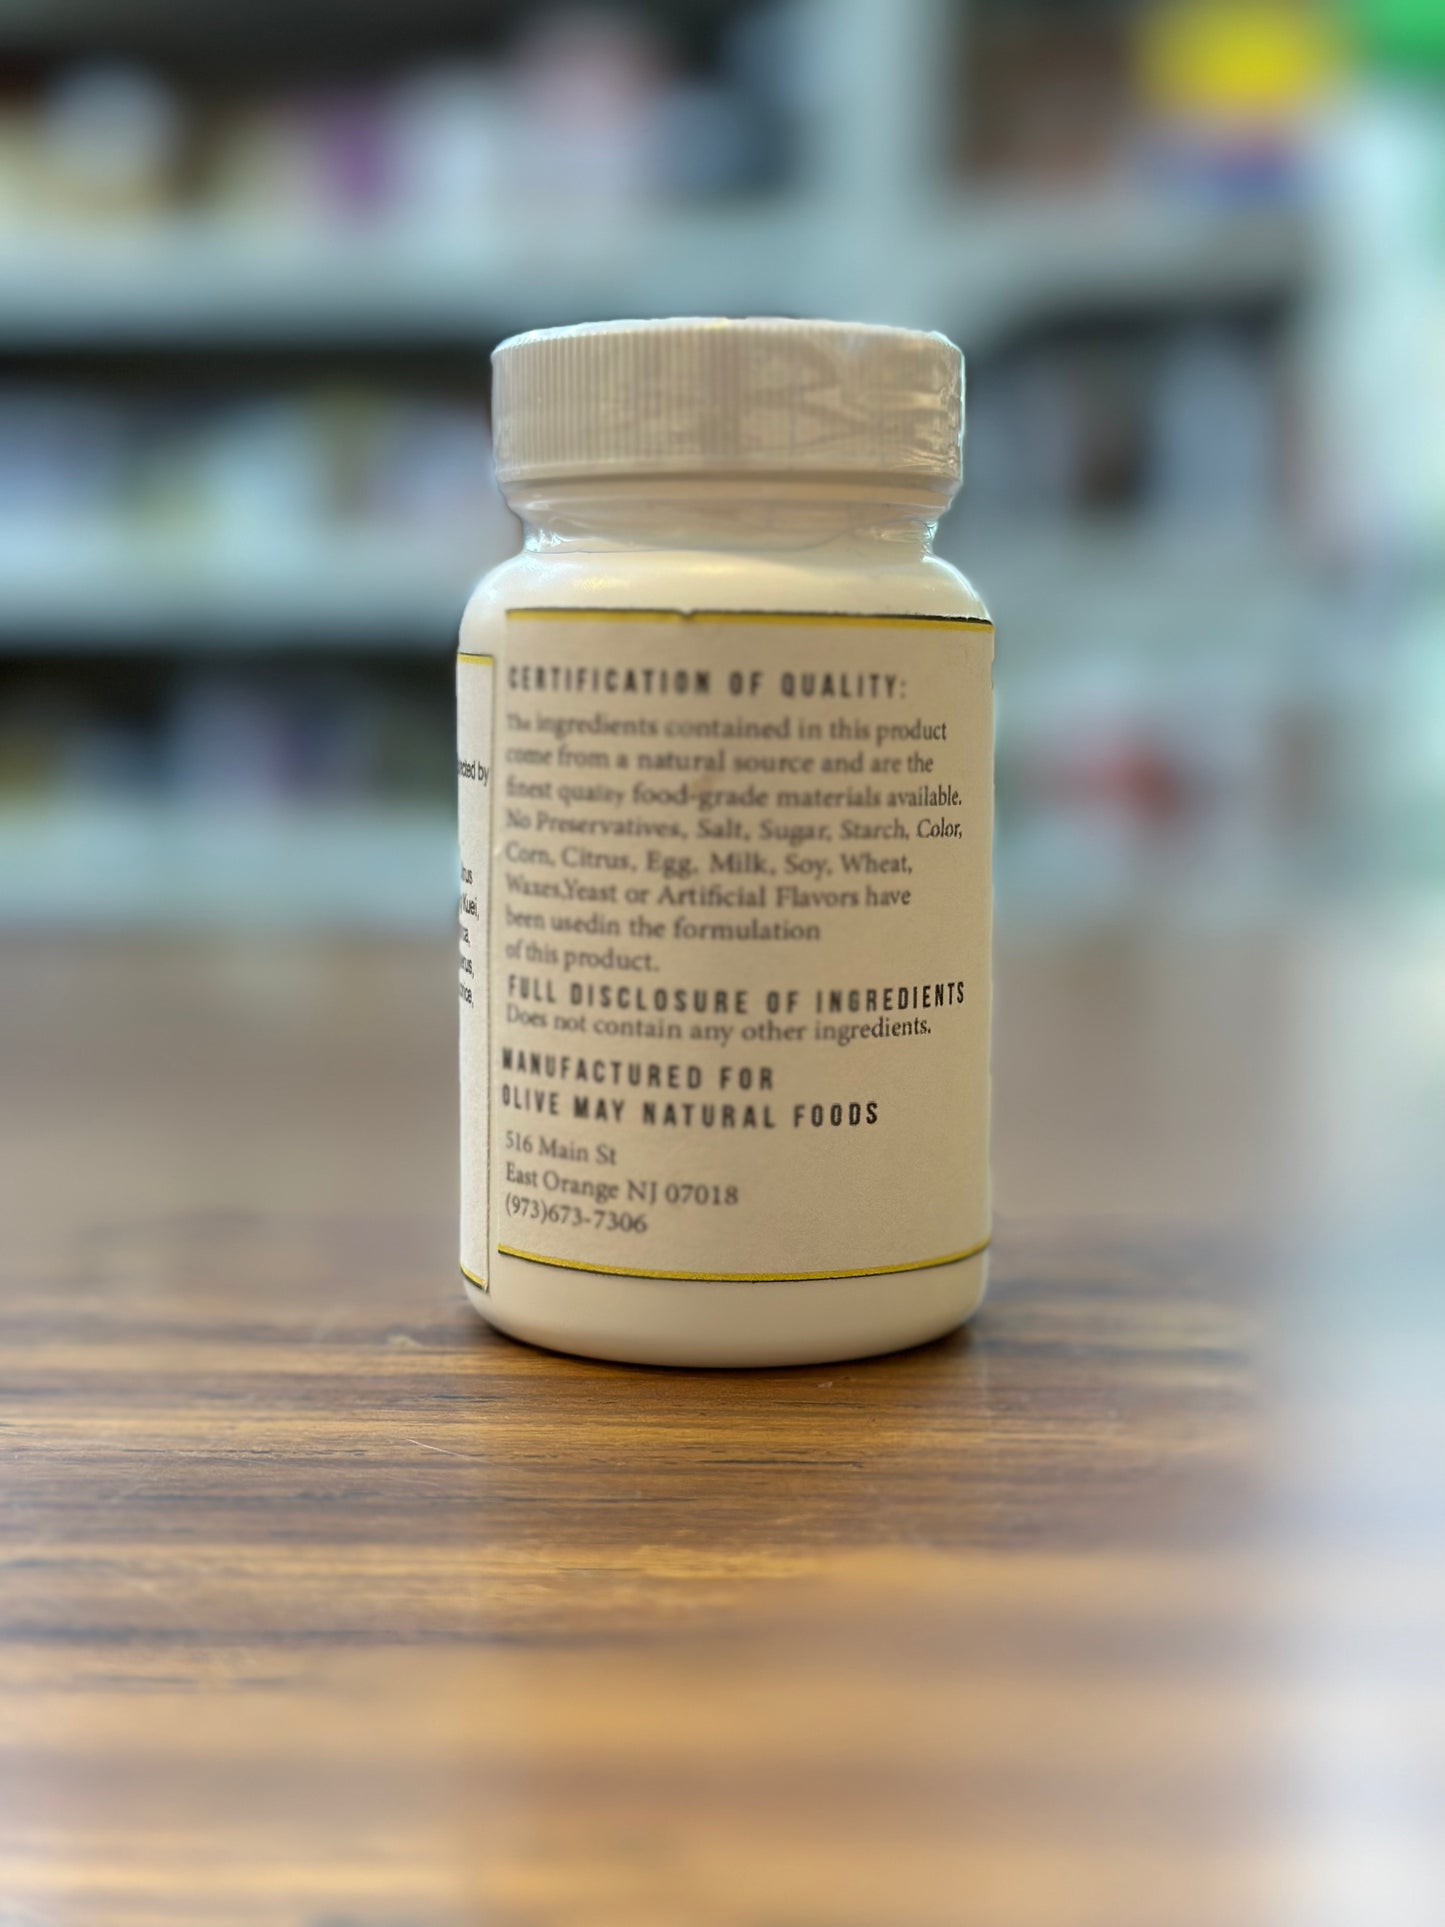 CERTIFICATION OF QUALITY:
The ingredients contained in this product
come from a natural source and are the
finest quality food-grade materials available.
No Preservatives, Salt, Sugar, Starch, Color,
Corn, Citrus, Egg, Milk, Soy, Wheat,
Waxes,Yeast or Artificial Flavors have
been usedin the formulation
of this product.
FULL DISCLOSURE OF INGREDIENTS
Does not contain any other ingredients.
MANUFACTURED FOR
OLIVE MAY NATURAL FOODS
516 Main St
East Orange NJ 07018
(973)673-7306
by
Kuei,